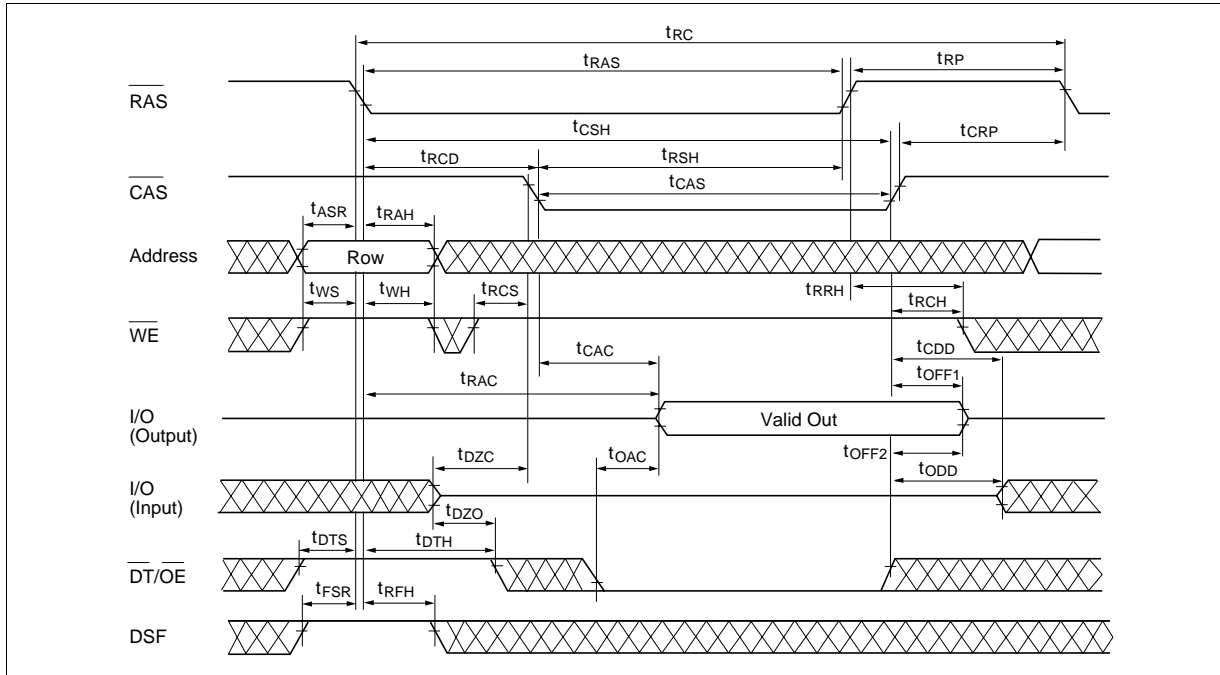 tRC
tRAS
tRP
RAS
tCSH
tCRP
tRCD
tRSH
CAS
tCAS
tASR
tRAH
Address
Row
tWS
tWH
tRCS
tRRH
tRCH
WE
tCAC
tCDD
tRAC
tOFF1
I/O
(Output)
Valid Out
tDZC
tOAC
tOFF2
tODD
I/O
(Input)
tDZO
tDTS
tDTH
DT/OE
tFSR
tRFH
DSF